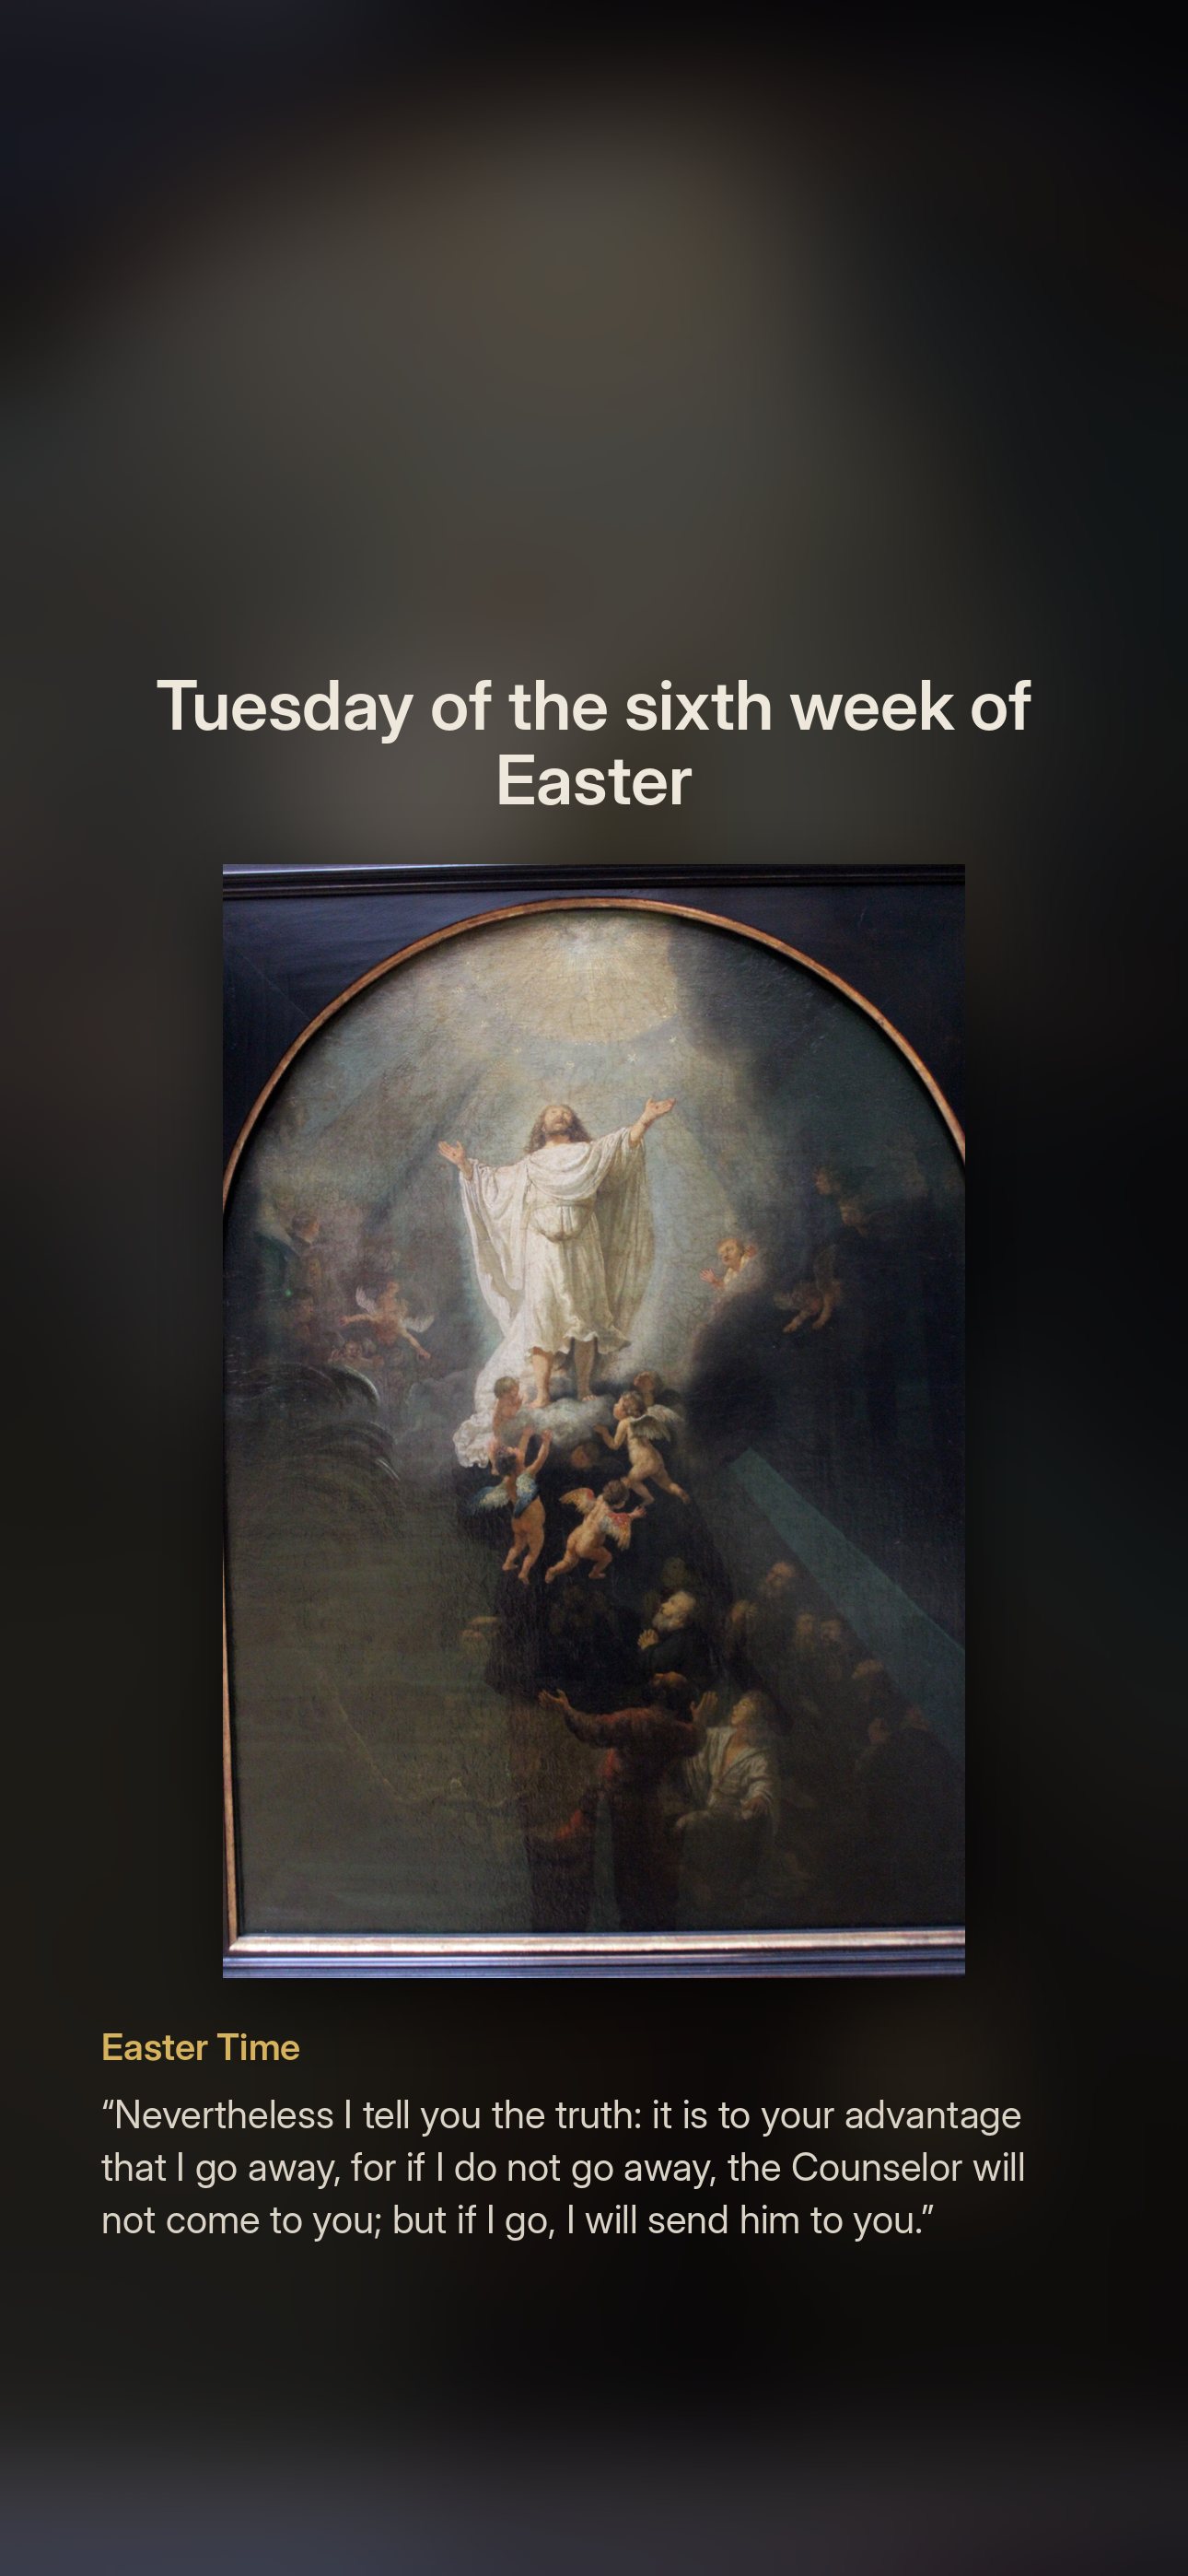 Tuesday of the sixth week of
Easter
Easter Time
“Nevertheless I tell you the truth: it is to your advantage
that I go away, for if I do not go away, the Counselor will
not come to you; but if I go, I will send him to you.”